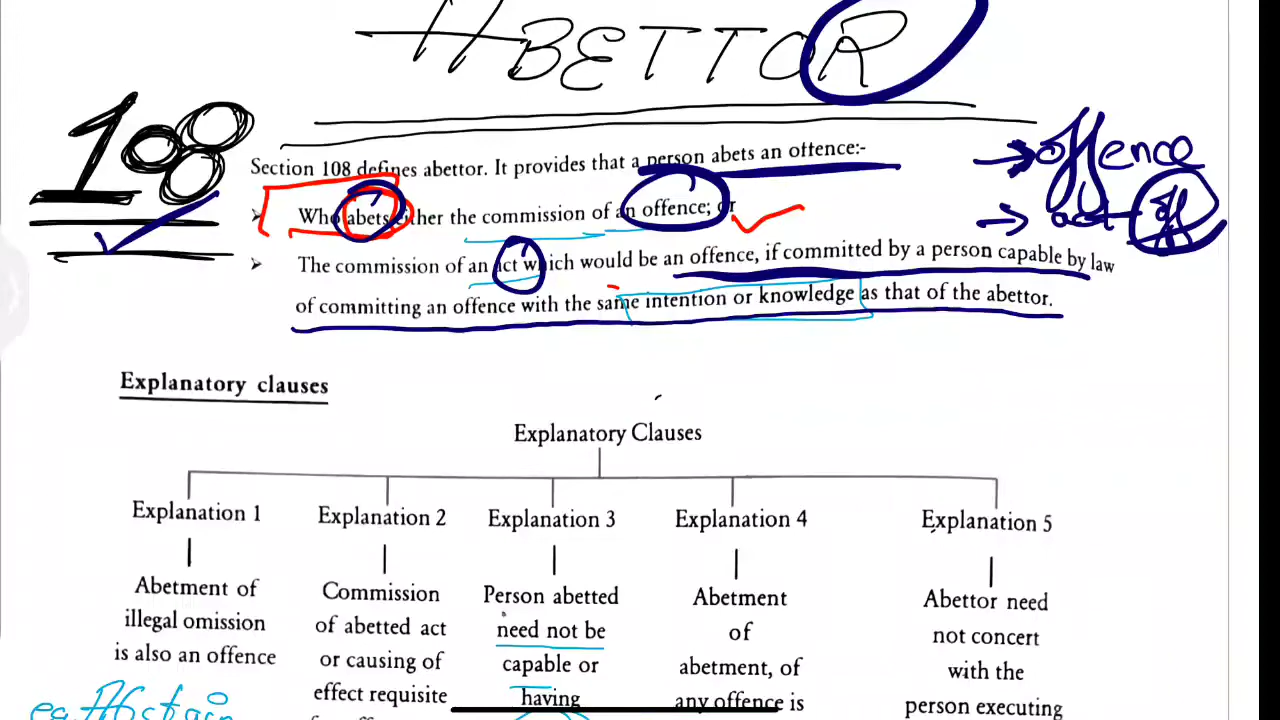 ABETTOR
108
Section 108 defines abettor. It provides that a person abets an offence:-
Who abets either the commission of an offence; or
The commission of an act which would be an offence, if committed by a person capable by law
of committing an offence with the same intention or knowledge as that of the abettor.
→ offence
→ act off
Explanatory clauses
Explanatory Clauses
Explanation 1
Abetment of
illegal omission
is also an offence
Explanation 2
Commission
of abetted act
or causing of
effect requisite
Explanation 3
Person abetted
need not be
capable or
having
Explanation 4
Abetment
of
abetment, of
any offence is
Explanation 5
Abettor need
not concert
with the
person executing
eg. Abstain